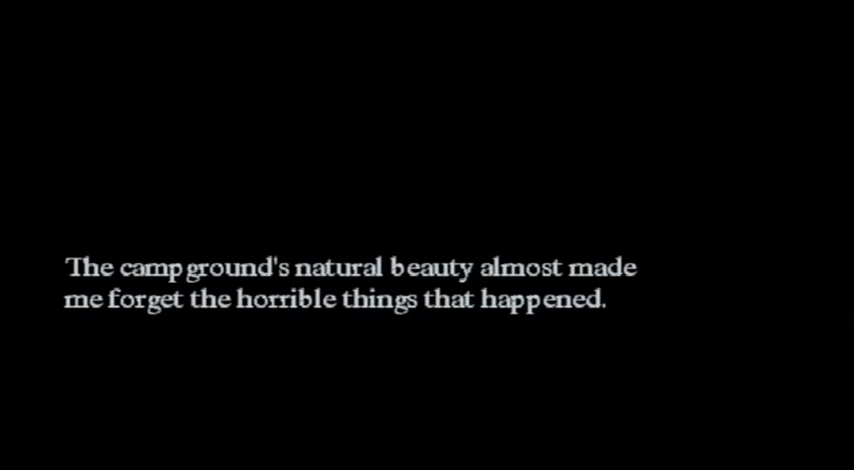 The campground's natural beauty almost made
me forget the horrible things that happened.